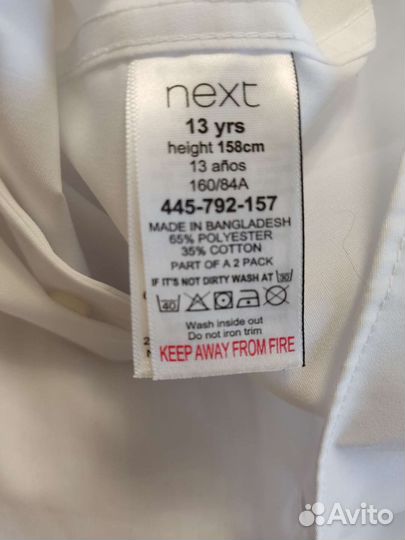 next
13 yrs
height 158cm
13 años
160/84A
445-792-157
MADE IN BANGLADESH
65% POLYESTER
35% COTTON
PART OF A 2 PACK
IF IT'S NOT DIRTY WASH AT 30
40
Wash inside out
Do not iron trim
KEEP AWAY FROM FIRE
Avito